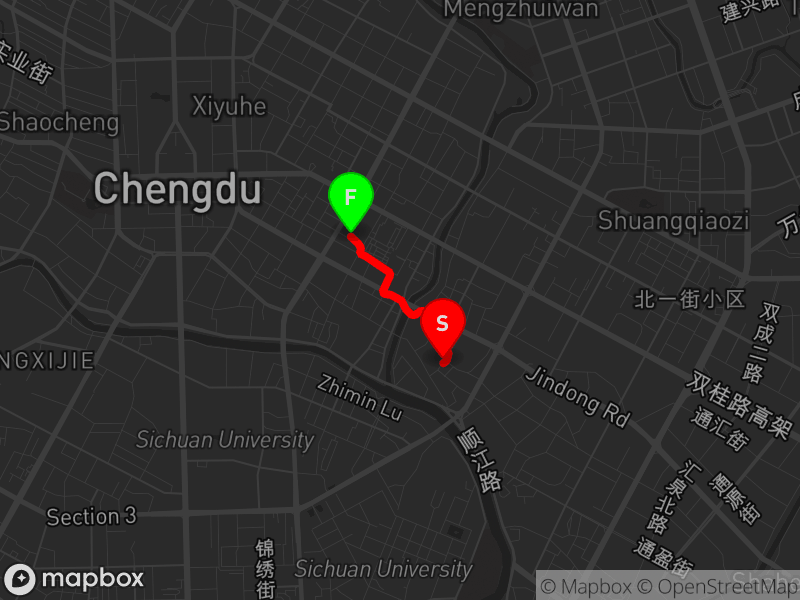 Mengzhuiwan
建兴路
实业街
Xiyuhe
Shaocheng
Chengdu
F
Shuangqiaozi
北一街小区
S
双成二路
NGXIJIE
Jindong Rd
双桂路高架
Zhimin Lu
通汇街
Sichuan University
顺江路
汇泉北路
Section 3
锦绣街
通盈街
Sichuan University
mapbox
© Mapbox © OpenStreetMap